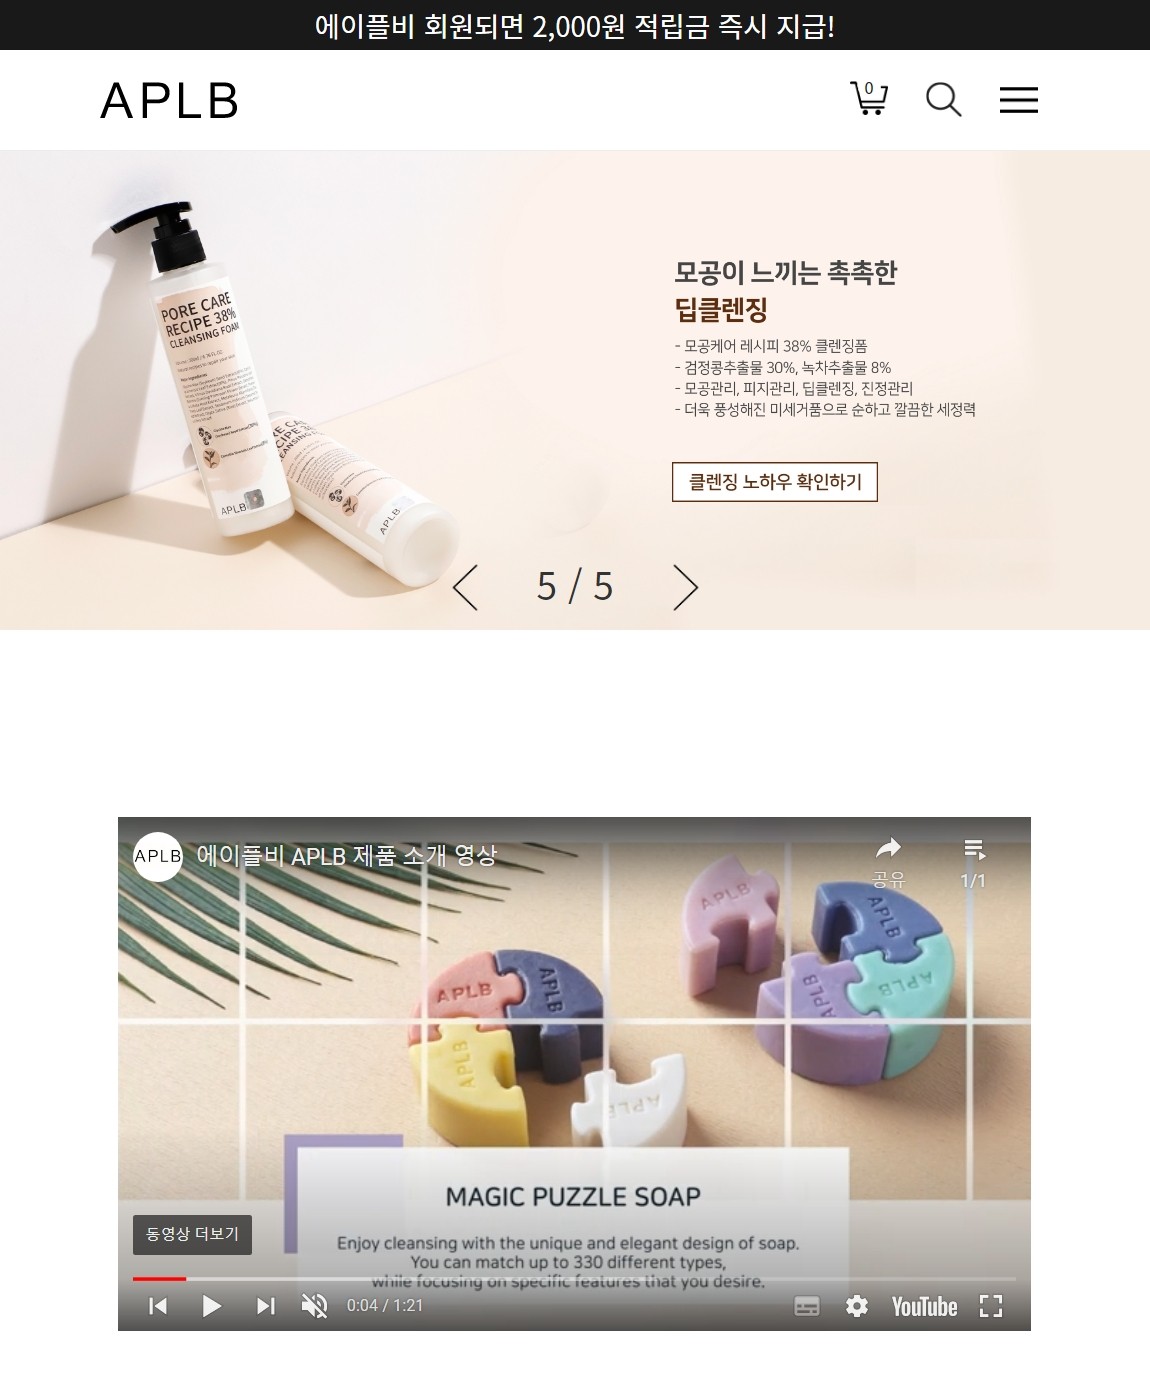 에이플비 회원되면 2,000원 적립금 즉시 지급!
APLB
0
모공이 느끼는 촉촉한
딥클렌징
- 모공케어 레시피 38% 클렌징폼
- 검정콩추출물 30%, 녹차추출물 8%
- 모공관리, 피지관리, 딥클렌징, 진정관리
- 더욱 풍성해진 미세거품으로 순하고 깔끔한 세정력
클렌징 노하우 확인하기
PORE CARE
RECIPE 38%
CLEANSING FOAM
APLB
APLB
5 / 5
APLB
에이플비 APLB 제품 소개 영상
공유
1/1
APLB
APLB
APLB
APLB
APLB
APLB
APLB
APLB
MAGIC PUZZLE SOAP
Enjoy cleansing with the unique and elegant design of soap.
You can match up to 330 different types,
while focusing on specific features that you desire.
동영상 더보기
0:04 / 1:21
YouTube